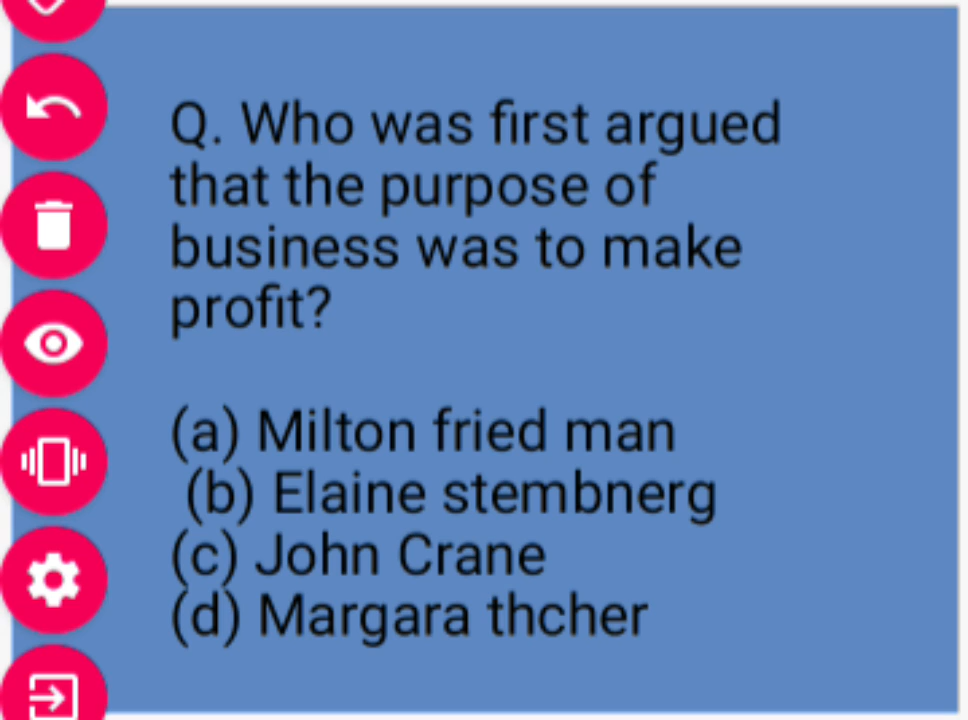 Q. Who was first argued
that the purpose of
business was to make
profit?
(a) Milton fried man
(b) Elaine stembnerg
(c) John Crane
(d) Margara thcher